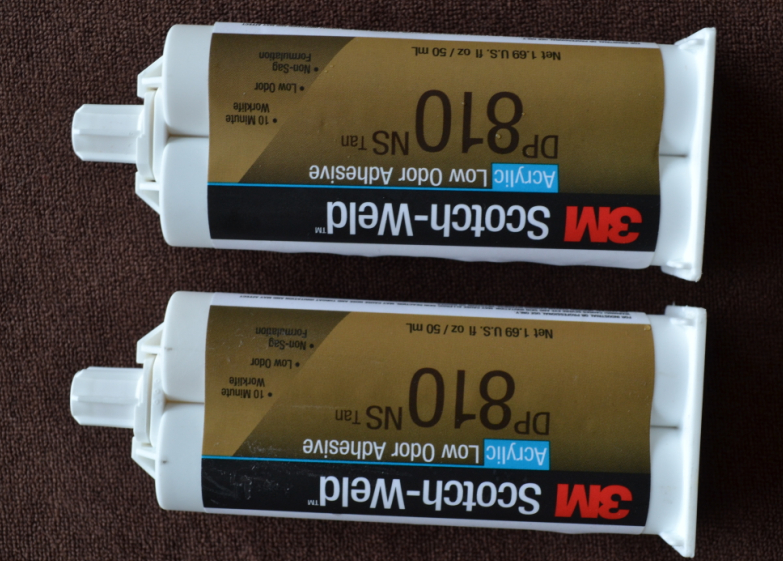 3M Scotch-Weld™
Acrylic Low Odor Adhesive
DP810 NS Tan
• 10 Minute
Worklife
• Low Odor
• Non-Sag
Formulation
Net 1.69 U.S. fl oz / 50 mL
3M Scotch-Weld™
Acrylic Low Odor Adhesive
DP810 NS Tan
• 10 Minute
Worklife
• Low Odor
• Non-Sag
Formulation
Net 1.69 U.S. fl oz / 50 mL